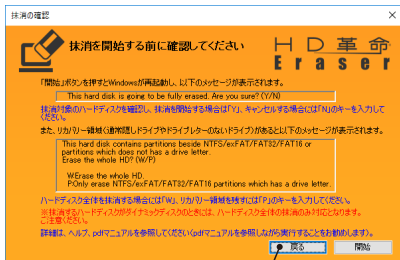 抹消の確認
抹消を開始する前に確認してください
HD革命
Eraser
「開始」ボタンを押すとWindowsが再起動し、以下のメッセージが表示されます。
This hard disk is going to be fully erased. Are you sure? (Y/N)
抹消対象のハードディスクを確認し、抹消を開始する場合は「Y」、キャンセルする場合には「N」のキーを入力して
ください。
また、リカバリー領域(通常隠しドライブやドライブレターのないドライブ)があると以下のメッセージが表示されます。
This hard disk contains partitions beside NTFS/exFAT/FAT32/FAT16 or
partitions which does not has a drive letter.
Erase the whole HD? (W/P)
W:Erase the whole HD.
P:Only erase NTFS/exFAT/FAT32/FAT16 partitions which has a drive letter.
ハードディスク全体を抹消する場合には「W」、リカバリ領域を残すには「P」のキーを入力してください。
※抹消するハードディスクがダイナミックディスクのときには、ハードディスク全体の抹消のみ対応となります。
ご注意ください。
詳細は、ヘルプ、pdfマニュアルを参照してください(pdfマニュアルを参照しながら実行することをお勧めします)。
戻る
開始